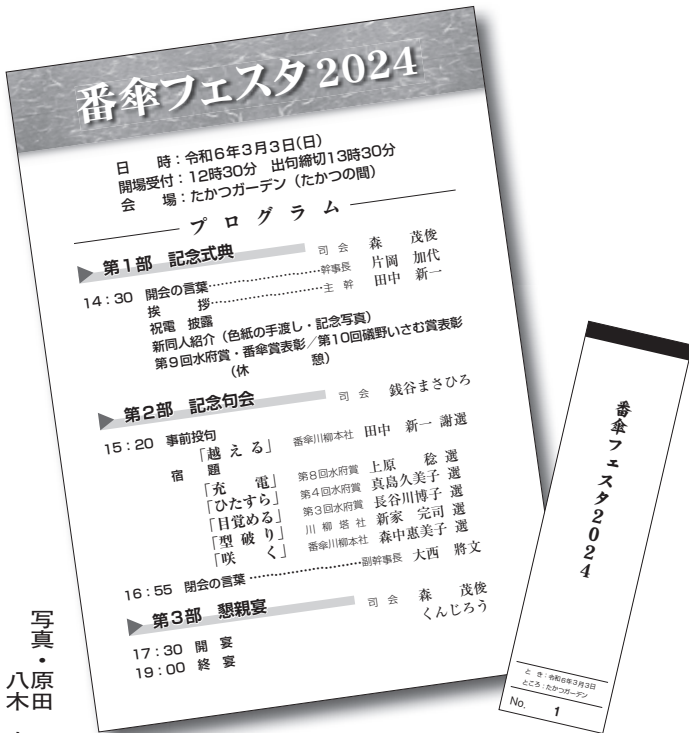 番傘フェスタ2024
日　時：令和6年3月3日(日)
開場受付：12時30分　出句締切13時30分
会　場：たかつガーデン（たかつの間）
プログラム
第1部　記念式典　司会　森　茂俊
14：30　開会の言葉……………………幹事長　片岡　加代
挨　拶……………………主　幹　田中　新一
祝電　披露
新同人紹介（色紙の手渡し・記念写真）
第9回水府賞・番傘賞表彰／第10回礒野いさむ賞表彰
（休　憩）
第2部　記念句会　司会　銭谷まさひろ
15：20　事前投句
「越える」　番傘川柳本社　田中　新一　謝選
宿　題
「充　電」　第8回水府賞　上原　稔　選
「ひたすら」　第4回水府賞　真島久美子　選
「目覚める」　第3回水府賞　長谷川博子　選
「型破り」　川柳塔社　新家　完司　選
「咲　く」　番傘川柳本社　森中惠美子　選
16：55　閉会の言葉……………………副幹事長　大西　將文
第3部　懇親宴　司会　森　茂俊
くんじろう
17：30　開　宴
19：00　終　宴
番傘フェスタ2024
とき：令和6年3月3日
ところ：たかつガーデン
No.　1
写真・原田
八木